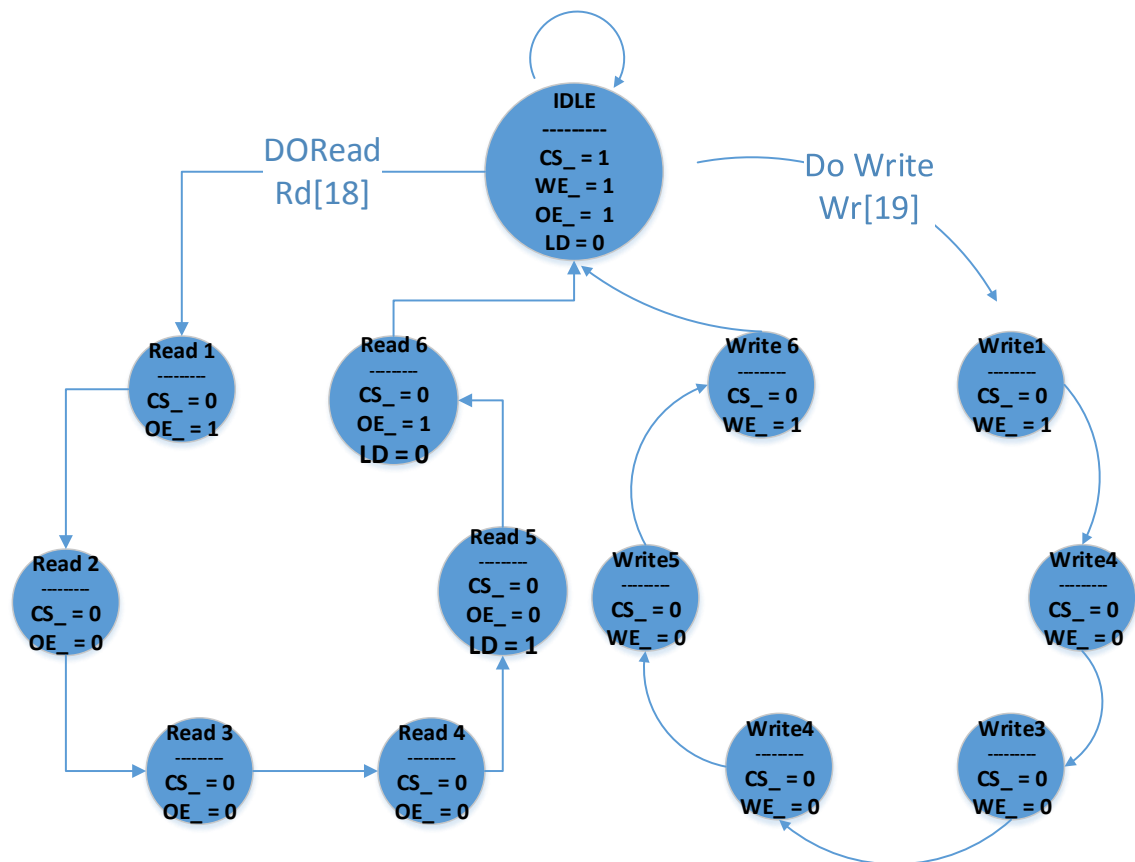 IDLE
---------
CS_ = 1
WE_ = 1
OE_ = 1
LD = 0
DORead
Rd[18]
Do Write
Wr[19]
Read 1
---------
CS_ = 0
OE_ = 1
Read 6
---------
CS_ = 0
OE_ = 1
LD = 0
Write 6
---------
CS_ = 0
WE_ = 1
Write1
---------
CS_ = 0
WE_ = 1
Read 2
---------
CS_ = 0
OE_ = 0
Read 5
---------
CS_ = 0
OE_ = 0
LD = 1
Write5
---------
CS_ = 0
WE_ = 0
Write4
---------
CS_ = 0
WE_ = 0
Read 3
---------
CS_ = 0
OE_ = 0
Read 4
---------
CS_ = 0
OE_ = 0
Write4
---------
CS_ = 0
WE_ = 0
Write3
---------
CS_ = 0
WE_ = 0